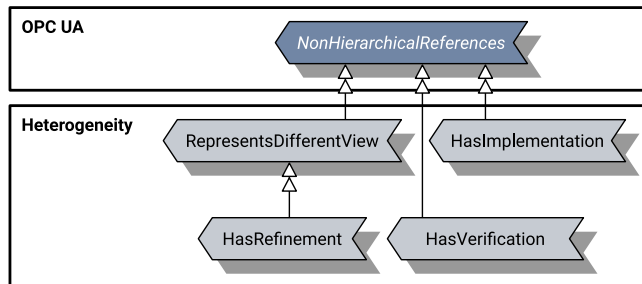 OPC UA
NonHierarchicalReferences
Heterogeneity
RepresentsDifferentView
HasImplementation
HasRefinement
HasVerification